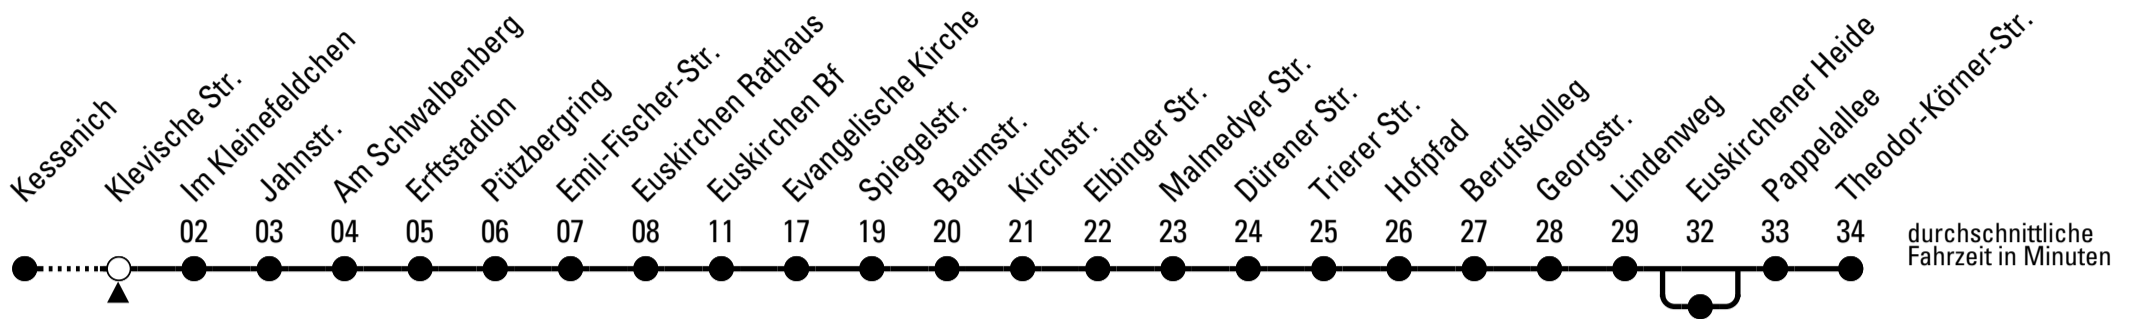 Kessenich
Klevische Str.
Im Kleinefeldchen
Jahnstr.
Am Schwalbenberg
Erftstadion
Pützbergring
Emil-Fischer-Str.
Euskirchen Rathaus
Euskirchen Bf
Evangelische Kirche
Spiegelstr.
Baumstr.
Kirchstr.
Elbinger Str.
Malmedyer Str.
Dürener Str.
Trierer Str.
Hofpfad
Berufskolleg
Georgstr.
Lindenweg
Euskirchener Heide
Pappelallee
Theodor-Körner-Str.
02 03 04 05 06 07 08 11 17 19 20 21 22 23 24 25 26 27 28 29 32 33 34
durchschnittliche
Fahrzeit in Minuten